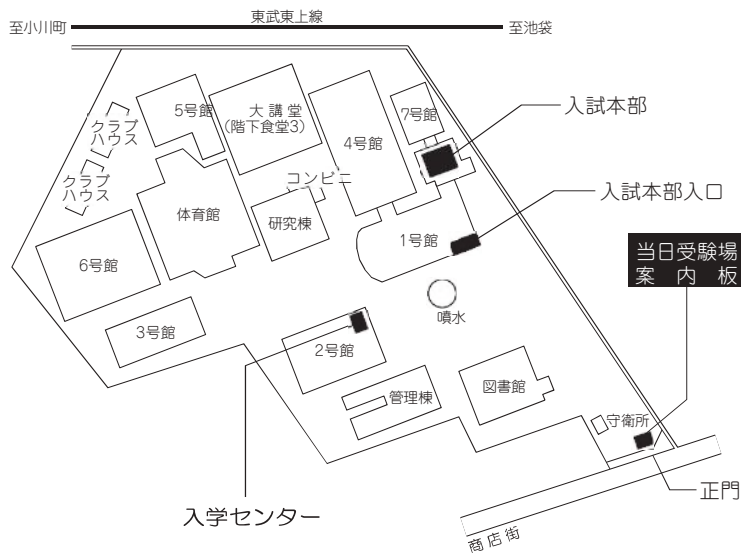 東武東上線
至小川町
至池袋
5号館
大 講 堂
(階下食堂3)
7号館
入試本部
クラブ
ハウス
4号館
コンビニ
クラブ
ハウス
入試本部入口
体育館
研究棟
1号館
当日受験場
案 内 板
6号館
噴水
3号館
2号館
管理棟
図書館
守衛所
正門
入学センター
商店街